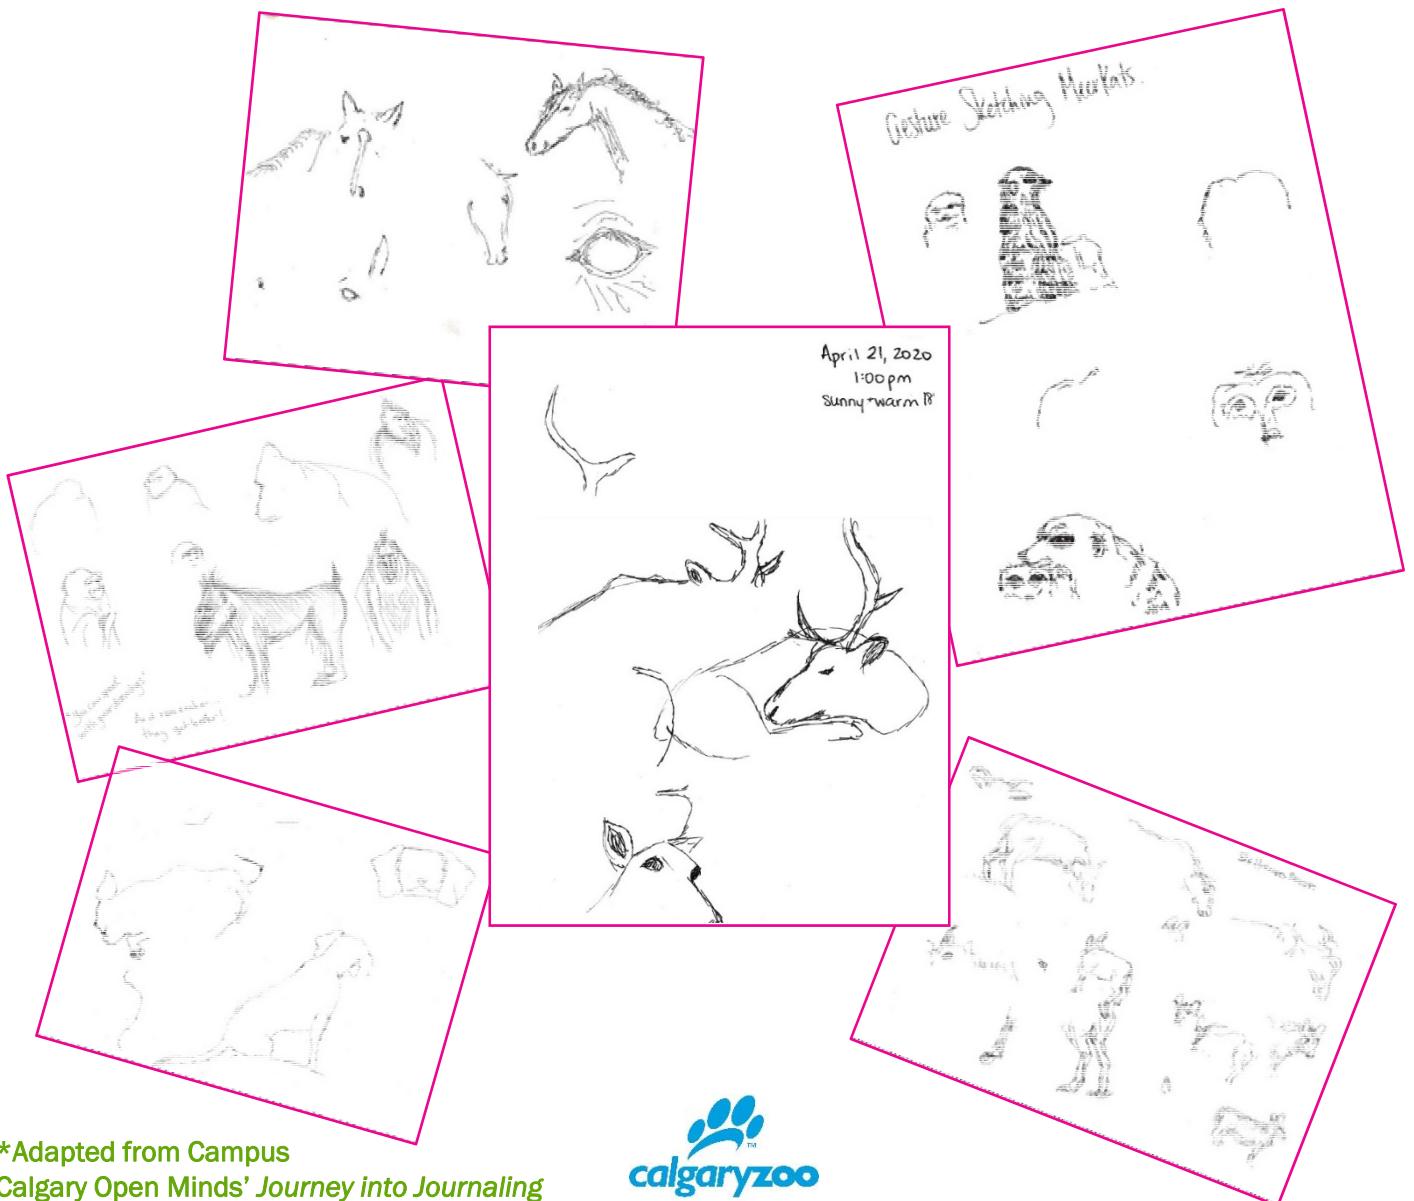 Gesture Sketching Meerkats.
April 21, 2020
1:00pm
sunny + warm 18°
*Adapted from Campus
Calgary Open Minds' Journey into Journaling
calgaryzoo
TM